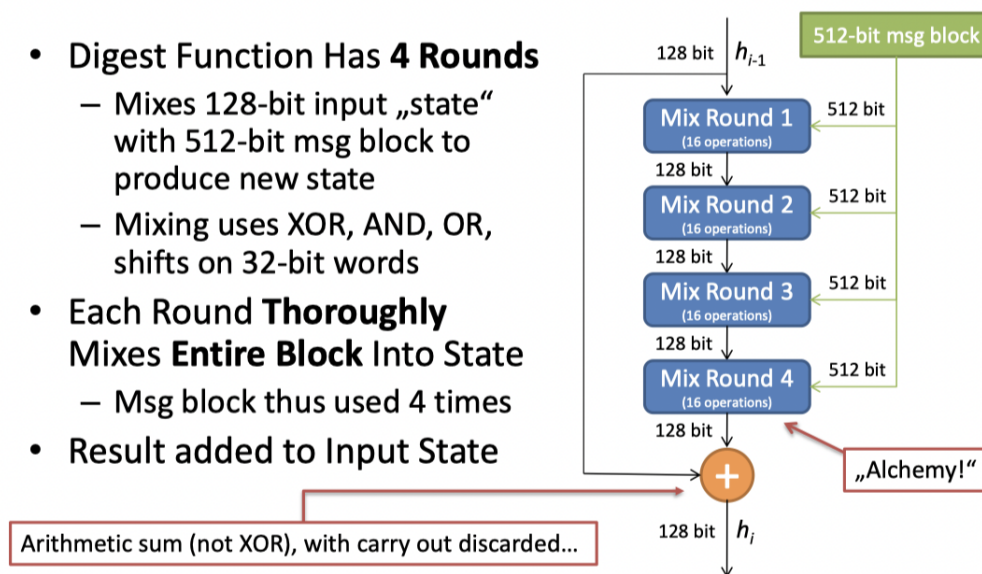 • Digest Function Has 4 Rounds
– Mixes 128-bit input „state“
with 512-bit msg block to
produce new state
– Mixing uses XOR, AND, OR,
shifts on 32-bit words
• Each Round Thoroughly
Mixes Entire Block Into State
– Msg block thus used 4 times
• Result added to Input State
Arithmetic sum (not XOR), with carry out discarded...
512-bit msg block
128 bit hi-1
Mix Round 1
(16 operations)
512 bit
128 bit
Mix Round 2
(16 operations)
512 bit
128 bit
Mix Round 3
(16 operations)
512 bit
128 bit
Mix Round 4
(16 operations)
512 bit
128 bit
+
„Alchemy!“
128 bit hi